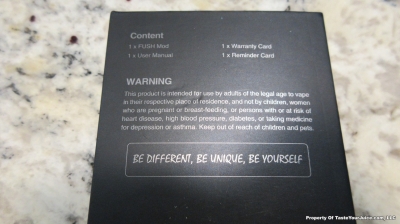 Content
1 x FUSH Mod 1 x Warranty Card
1 x User Manual 1 x Reminder Card
WARNING
This product is intended for use by adults of the legal age to vape
in their respective place of residence, and not by children, women
who are pregnant or breast-feeding, or persons with or at risk of
heart disease, high blood pressure, diabetes, or taking medicine
for depression or asthma. Keep out of reach of children and pets.
BE DIFFERENT, BE UNIQUE, BE YOURSELF
Property Of TasteYourJuice.com, LLC